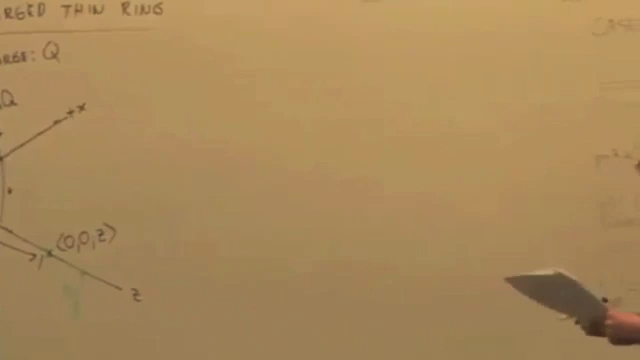 RGED THIN RING
RGE: Q
Q
+x
(0,0,z)
z